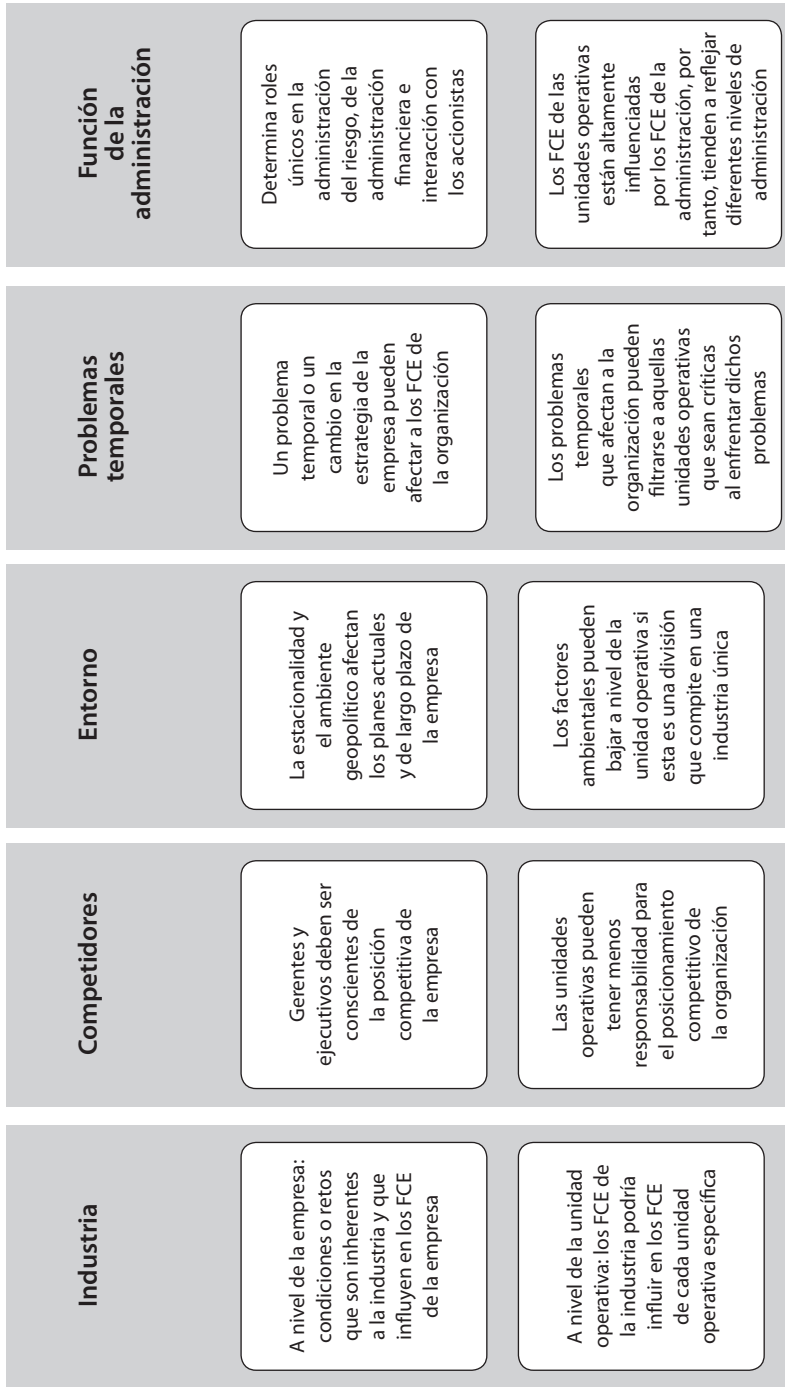 Industria
A nivel de la empresa:
condiciones o retos
que son inherentes
a la industria y que
influyen en los FCE
de la empresa
A nivel de la unidad
operativa: los FCE de
la industria podría
influir en los FCE
de cada unidad
operativa específica
Competidores
Gerentes y
ejecutivos deben ser
conscientes de
la posición
competitiva de
la empresa
Las unidades
operativas pueden
tener menos
responsabilidad para
el posicionamiento
competitivo de
la organización
Entorno
La estacionalidad y
el ambiente
geopolítico afectan
los planes actuales
y de largo plazo de
la empresa
Los factores
ambientales pueden
bajar a nivel de la
unidad operativa si
esta es una división
que compite en una
industria única
Problemas
temporales
Un problema
temporal o un
cambio en la
estrategia de la
empresa pueden
afectar a los FCE de
la organización
Los problemas
temporales
que afectan a la
organización pueden
filtrarse a aquellas
unidades operativas
que sean críticas
al enfrentar dichos
problemas
Función
de la
administración
Determina roles
únicos en la
administración
del riesgo, de la
administración
financiera e
interacción con
los accionistas
Los FCE de las
unidades operativas
están altamente
influenciadas
por los FCE de la
administración, por
tanto, tienden a reflejar
diferentes niveles de
administración